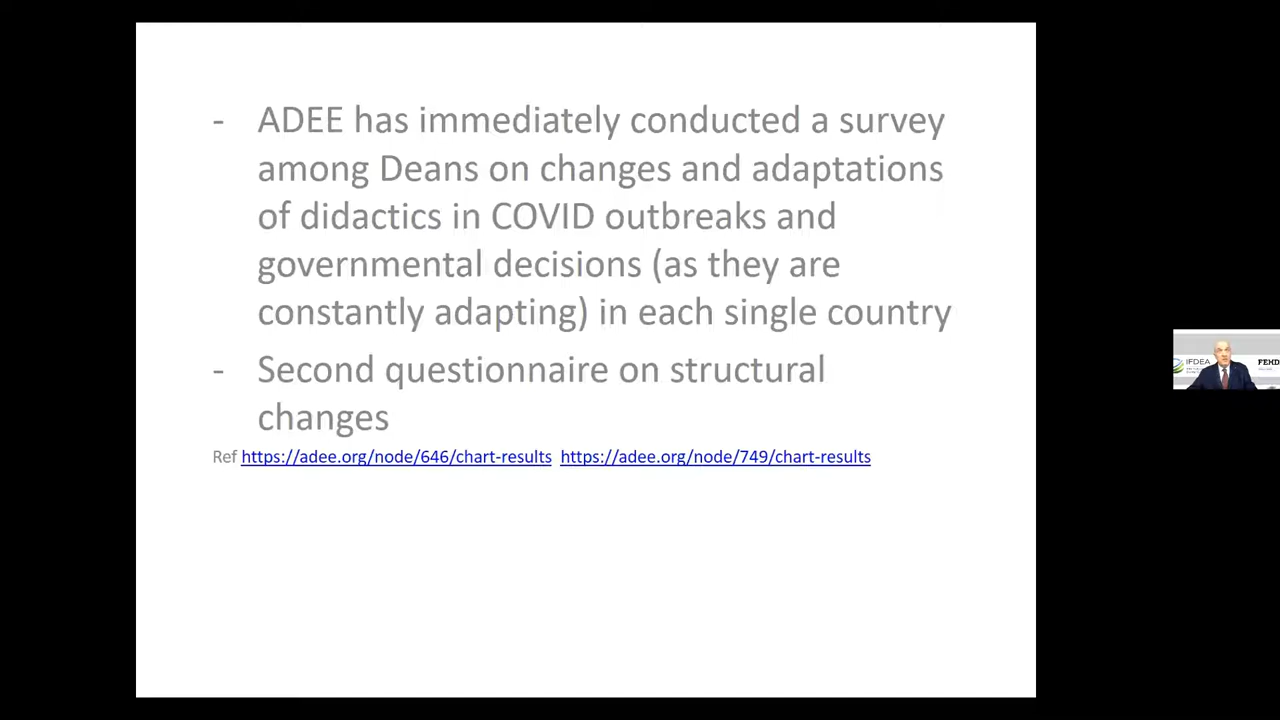 - ADEE has immediately conducted a survey
among Deans on changes and adaptations
of didactics in COVID outbreaks and
governmental decisions (as they are
constantly adapting) in each single country
- Second questionnaire on structural
changes
Ref https://adee.org/node/646/chart-results https://adee.org/node/749/chart-results
IFDEA
FEHD